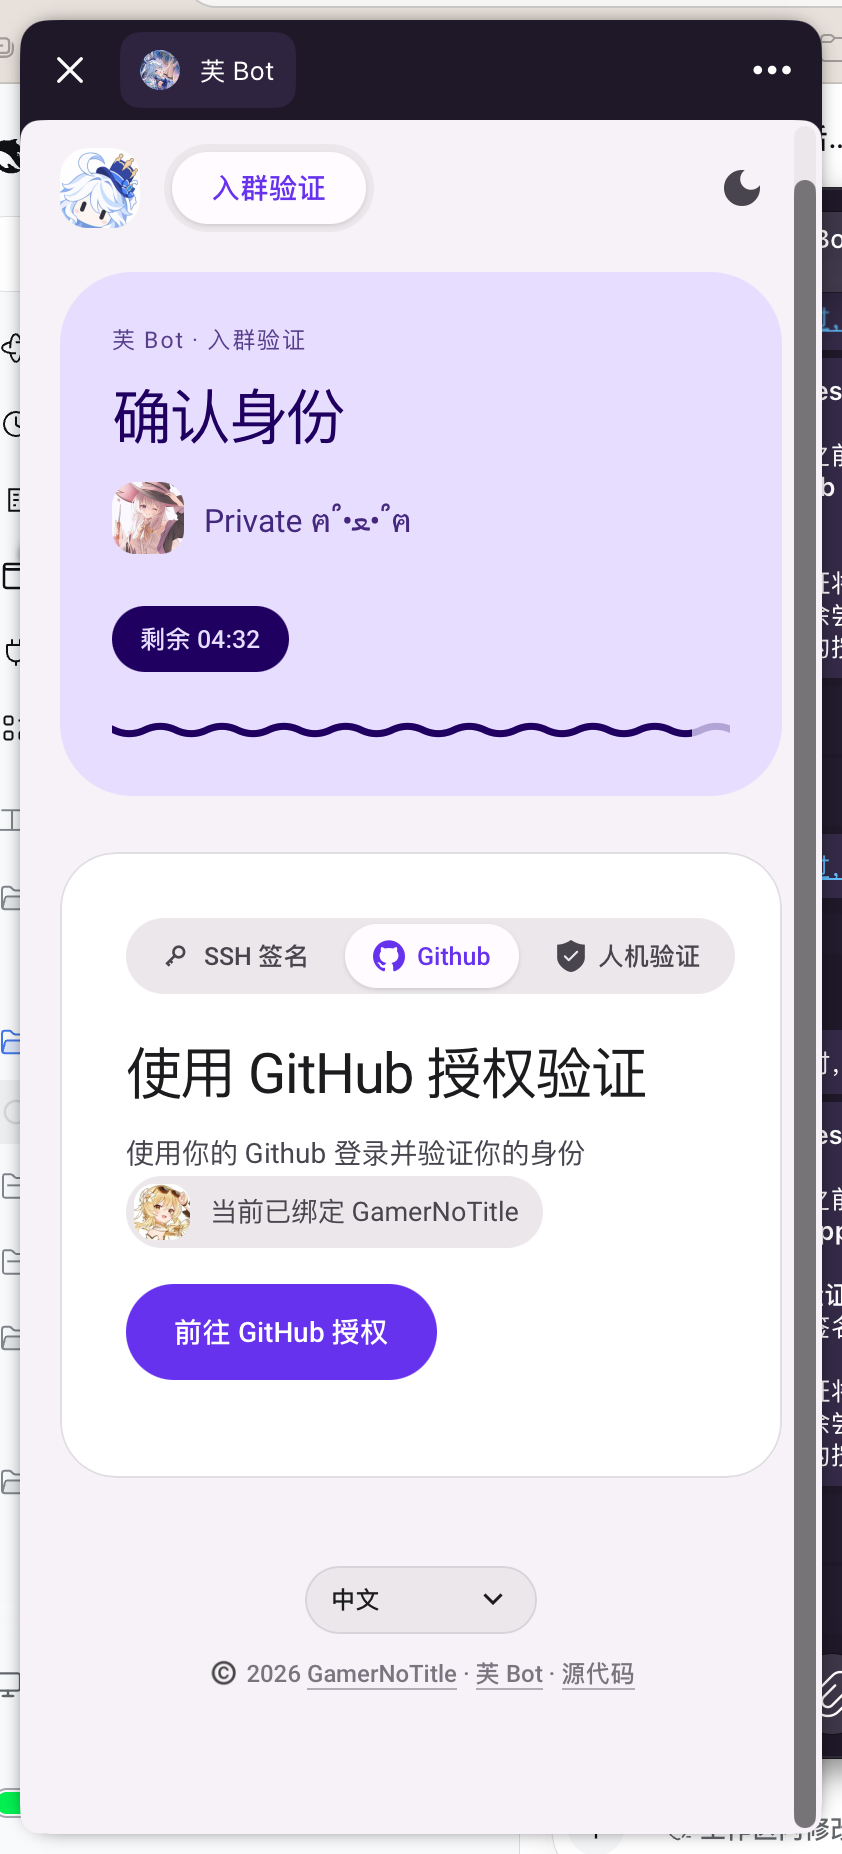 芙 Bot
入群验证
芙 Bot · 入群验证
确认身份
Private ฅ՞•ﻌ•՞ฅ
剩余 04:32
SSH 签名
Github
人机验证
使用 GitHub 授权验证
使用你的 Github 登录并验证你的身份
当前已绑定 GamerNoTitle
前往 GitHub 授权
中文
© 2026 GamerNoTitle · 芙 Bot · 源代码